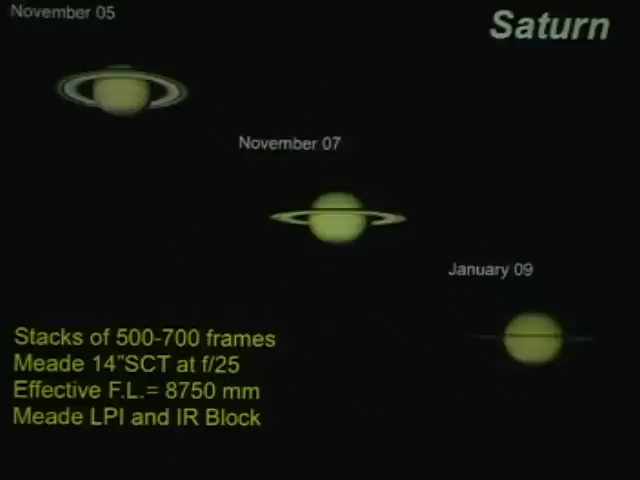 November 05
Saturn
November 07
January 09
Stacks of 500-700 frames
Meade 14"SCT at f/25
Effective F.L.= 8750 mm
Meade LPI and IR Block